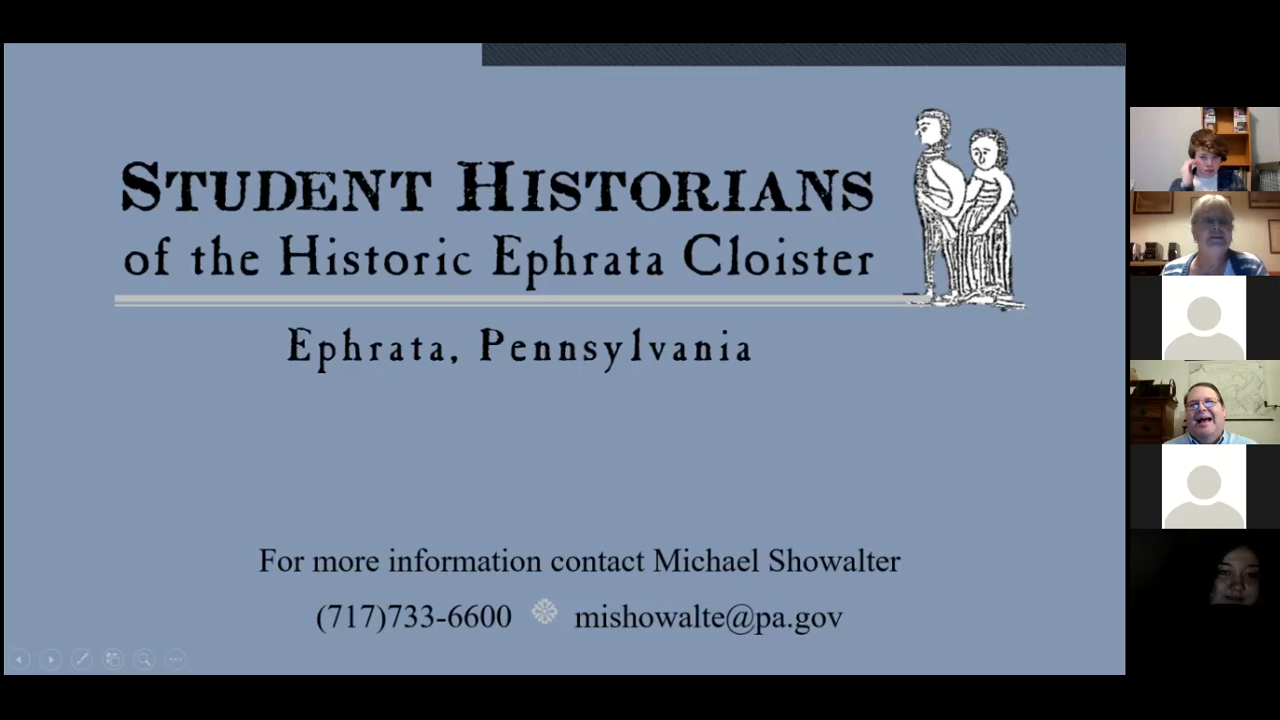 STUDENT HISTORIANS
of the Historic Ephrata Cloister
Ephrata, Pennsylvania
For more information contact Michael Showalter
(717)733-6600 mishowalte@pa.gov